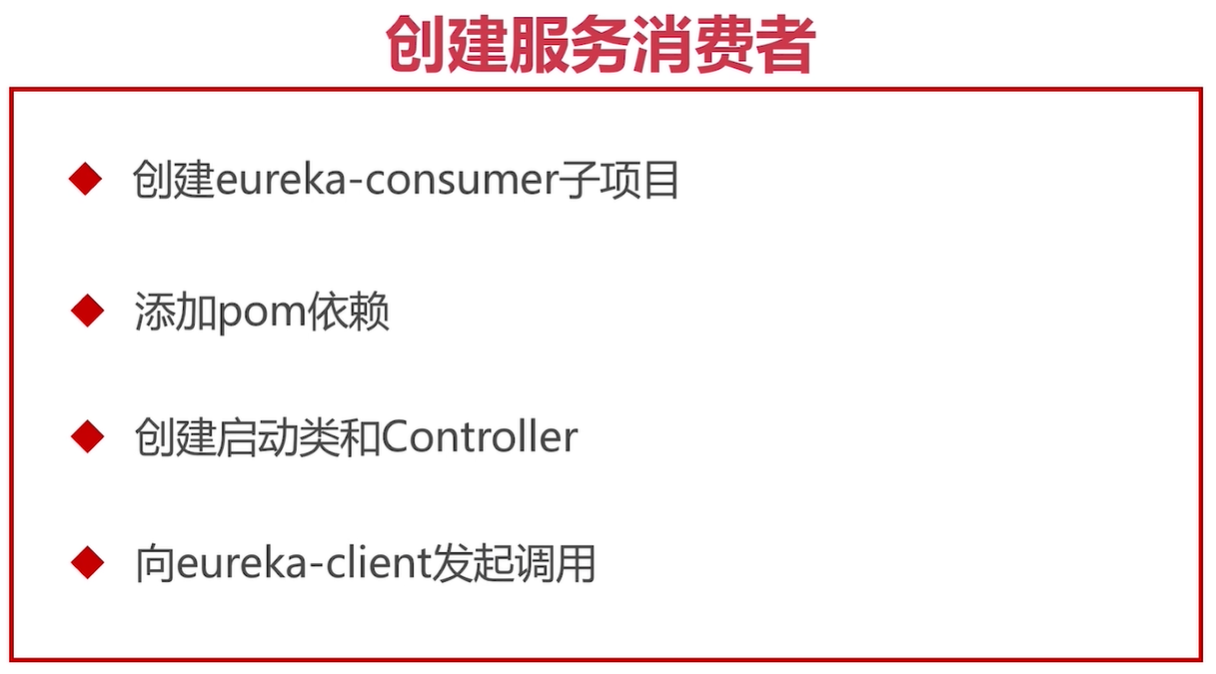 创建服务消费者
创建eureka-consumer子项目
添加pom依赖
创建启动类和Controller
向eureka-client发起调用